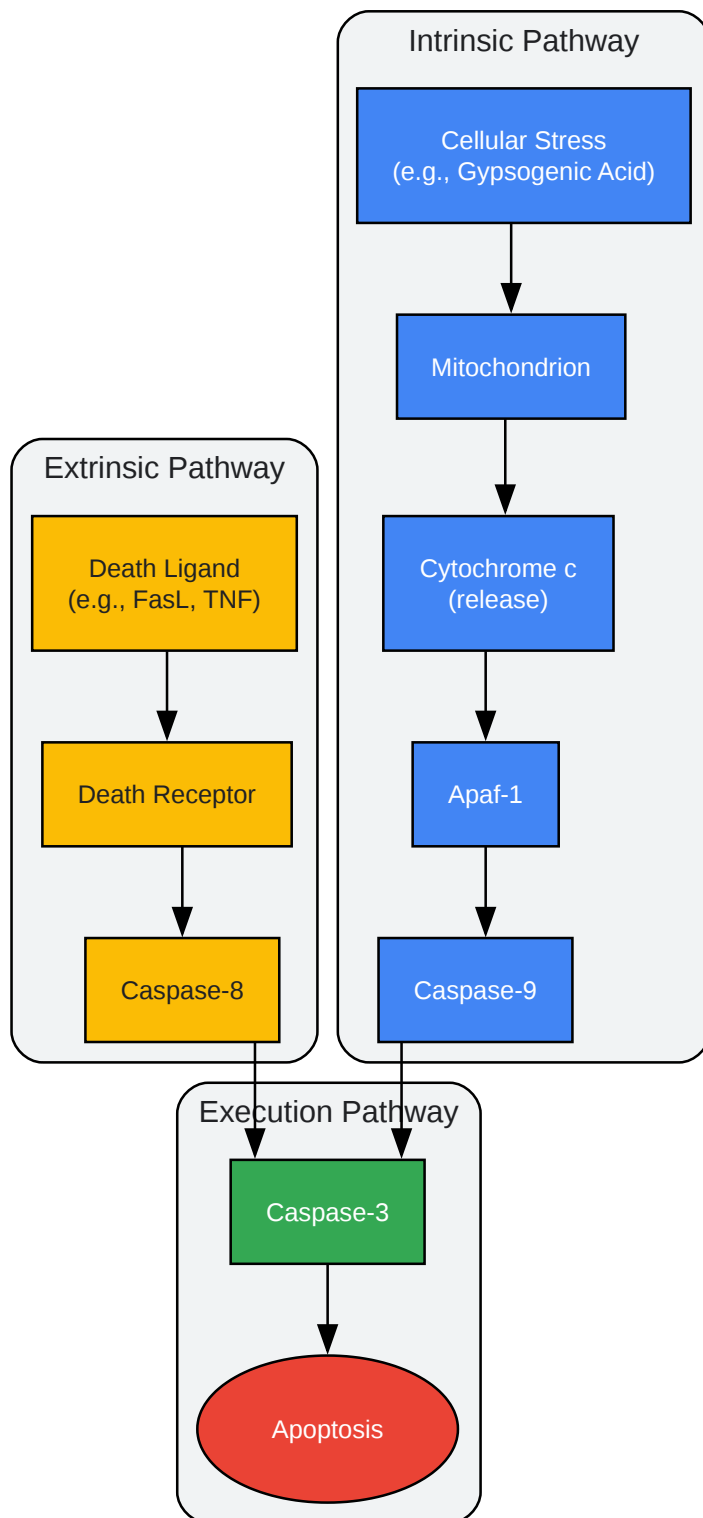 Intrinsic Pathway
Cellular Stress
(e.g., Gypsogenic Acid)
Mitochondrion
Cytochrome c
(release)
Apaf-1
Caspase-9
Extrinsic Pathway
Death Ligand
(e.g., FasL, TNF)
Death Receptor
Caspase-8
Execution Pathway
Caspase-3
Apoptosis